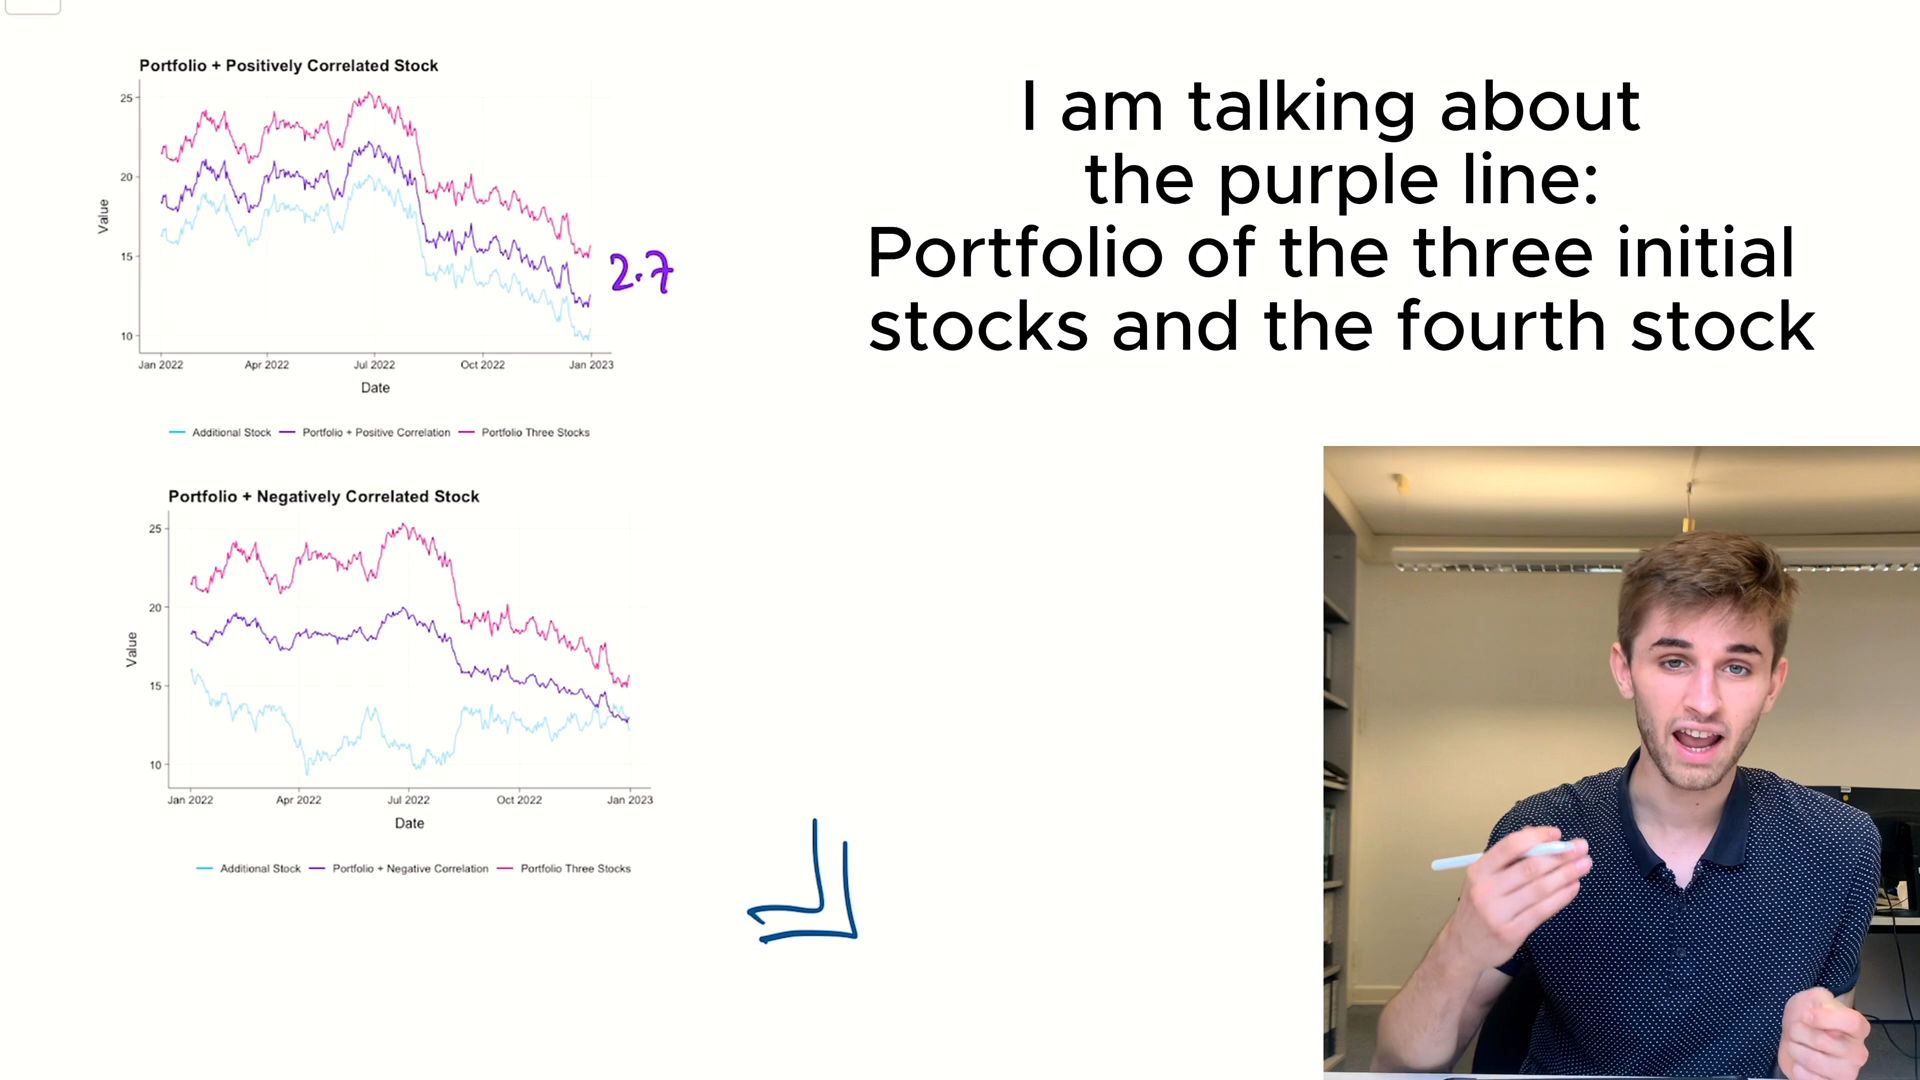 Portfolio + Positively Correlated Stock
25
20
15
10
Value
Jan 2022 Apr 2022 Jul 2022 Oct 2022 Jan 2023
Date
Additional Stock Portfolio + Positive Correlation Portfolio Three Stocks
2.7
I am talking about
the purple line:
Portfolio of the three initial
stocks and the fourth stock
Portfolio + Negatively Correlated Stock
25
20
15
10
Value
Jan 2022 Apr 2022 Jul 2022 Oct 2022 Jan 2023
Date
Additional Stock Portfolio + Negative Correlation Portfolio Three Stocks